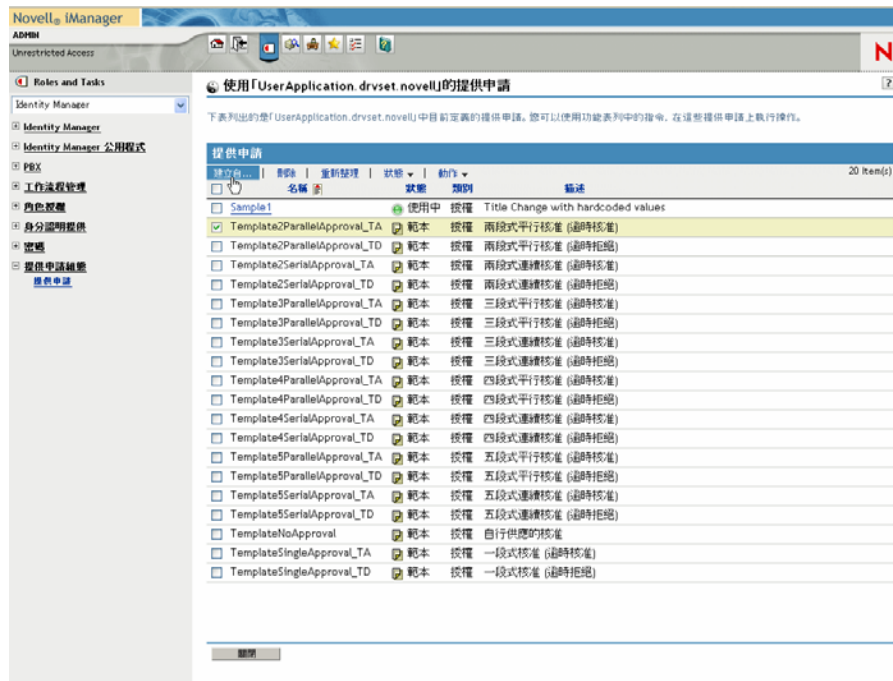 Novell® iManager
ADMIN
Unrestricted Access
N
Roles and Tasks
Identity Manager
Identity Manager
Identity Manager 公用程式
PBX
工作流程管理
角色授權
身分證明提供
密碼
提供申請組態
提供申請
使用「UserApplication.drvset.novell」的提供申請
?
下表列出的是「UserApplication.drvset.novell」中目前定義的提供申請。您可以使用功能表列中的指令，在這些提供申請上執行操作。
提供申請
建立自... | 刪除 | 重新整理 | 狀態 | 動作 20 Item(s)
名稱 狀態 類別 描述
Sample1 使用中 授權 Title Change with hardcoded values
Template2ParallelApproval_TA 範本 授權 兩段式平行核准 (逾時核准)
Template2ParallelApproval_TD 範本 授權 兩段式平行核准 (逾時拒絕)
Template2SerialApproval_TA 範本 授權 兩段式連續核准 (逾時核准)
Template2SerialApproval_TD 範本 授權 兩段式連續核准 (逾時拒絕)
Template3ParallelApproval_TA 範本 授權 三段式平行核准 (逾時核准)
Template3ParallelApproval_TD 範本 授權 三段式平行核准 (逾時拒絕)
Template3SerialApproval_TA 範本 授權 三段式連續核准 (逾時核准)
Template3SerialApproval_TD 範本 授權 三段式連續核准 (逾時拒絕)
Template4ParallelApproval_TA 範本 授權 四段式平行核准 (逾時核准)
Template4ParallelApproval_TD 範本 授權 四段式平行核准 (逾時拒絕)
Template4SerialApproval_TA 範本 授權 四段式連續核准 (逾時核准)
Template4SerialApproval_TD 範本 授權 四段式連續核准 (逾時拒絕)
Template5ParallelApproval_TA 範本 授權 五段式平行核准 (逾時核准)
Template5ParallelApproval_TD 範本 授權 五段式平行核准 (逾時拒絕)
Template5SerialApproval_TA 範本 授權 五段式連續核准 (逾時核准)
Template5SerialApproval_TD 範本 授權 五段式連續核准 (逾時拒絕)
TemplateNoApproval 範本 授權 自行供應的核准
TemplateSingleApproval_TA 範本 授權 一段式核准 (逾時核准)
TemplateSingleApproval_TD 範本 授權 一段式核准 (逾時拒絕)
關閉